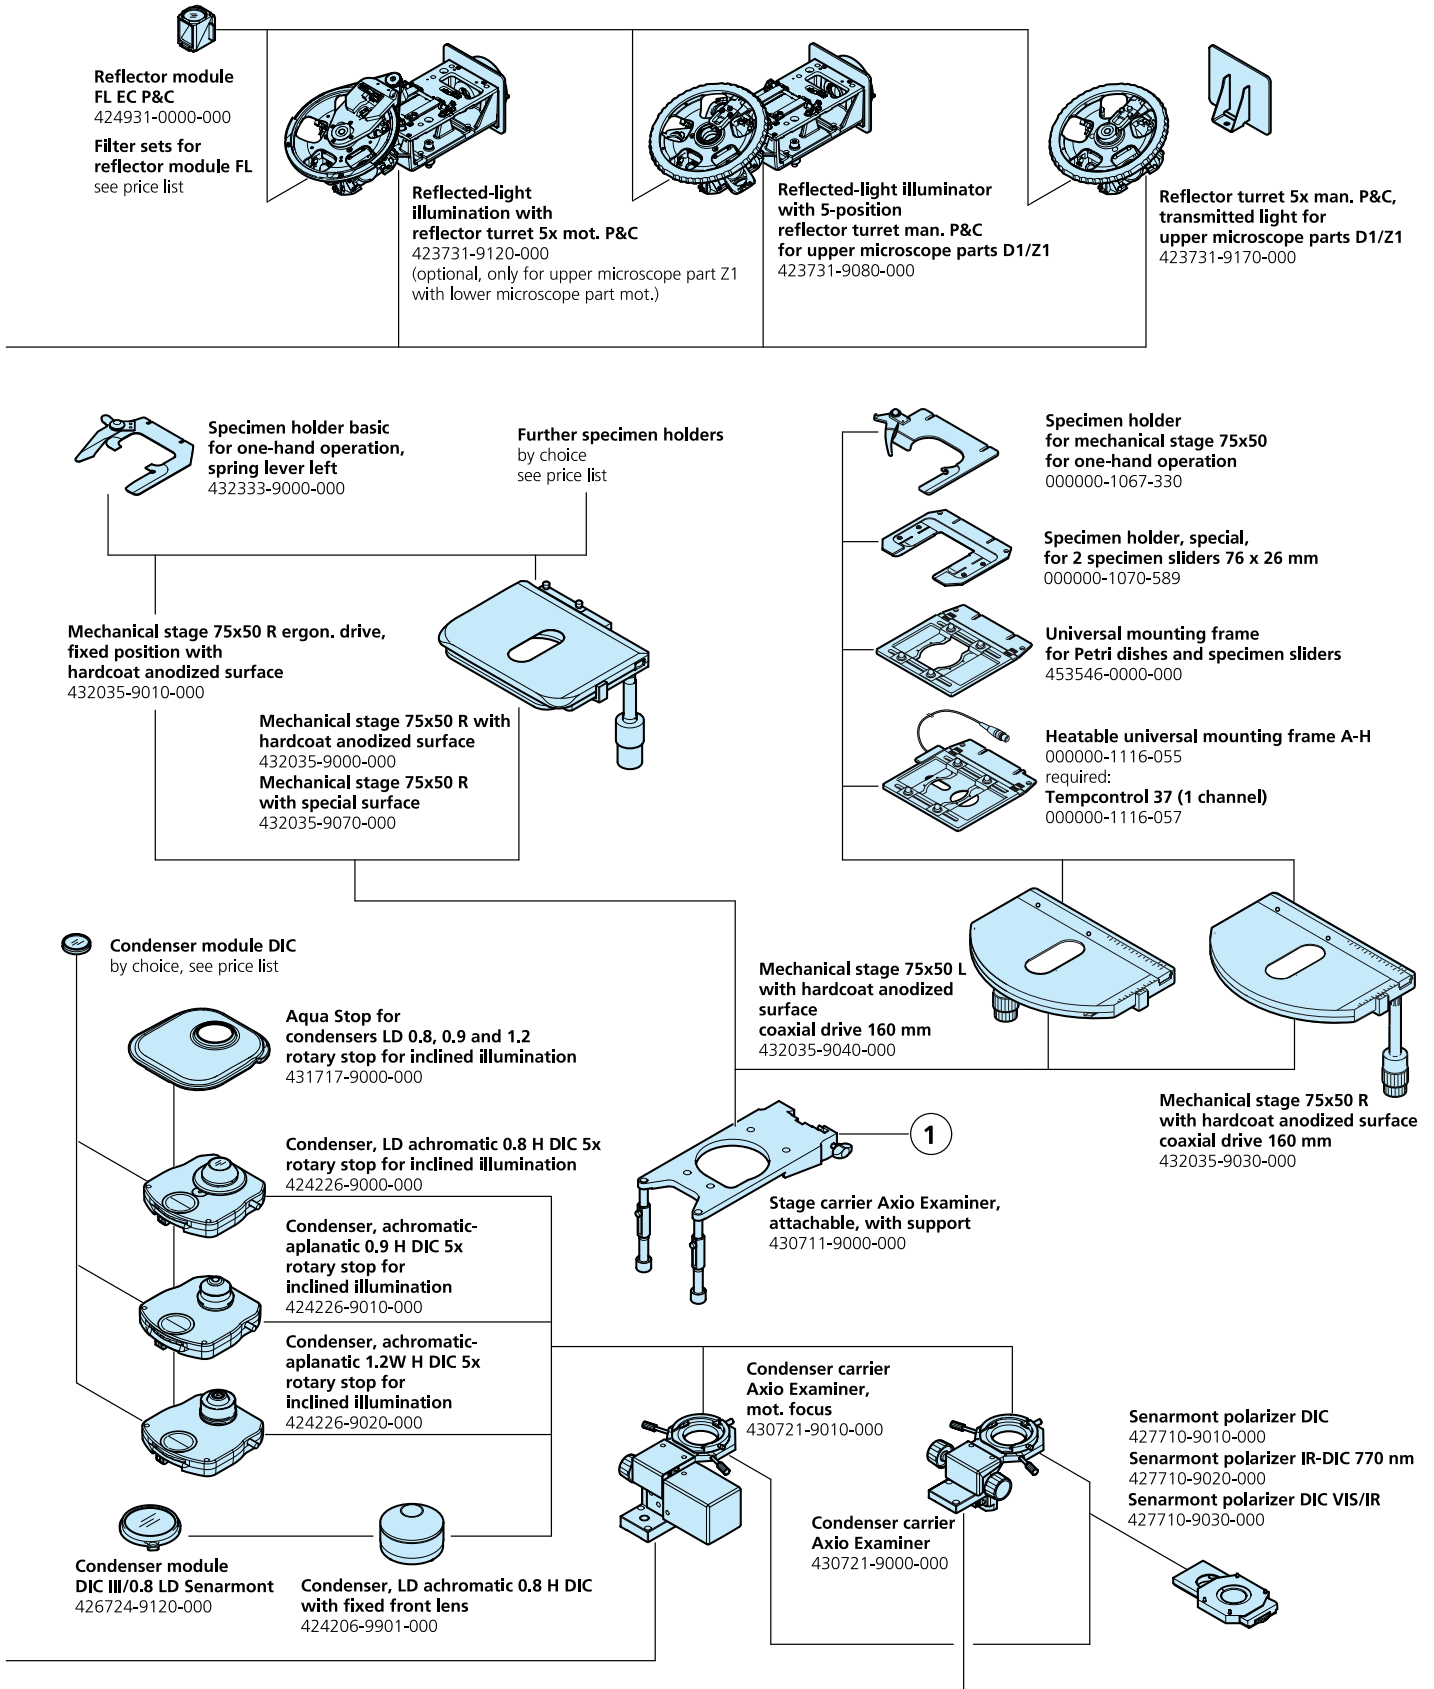 Reflector module
FL EC P&C
424931-0000-000
Filter sets for
reflector module FL
see price list
Reflected-light
illumination with
reflector turret 5x mot. P&C
423731-9120-000
(optional, only for upper microscope part Z1
with lower microscope part mot.)
Reflected-light illuminator
with 5-position
reflector turret man. P&C
for upper microscope parts D1/Z1
423731-9080-000
Reflector turret 5x man. P&C,
transmitted light for
upper microscope parts D1/Z1
423731-9170-000
Specimen holder basic
for one-hand operation,
spring lever left
432333-9000-000
Further specimen holders
by choice
see price list
Specimen holder
for mechanical stage 75x50
for one-hand operation
000000-1067-330
Specimen holder, special,
for 2 specimen sliders 76 x 26 mm
000000-1070-589
Mechanical stage 75x50 R ergon. drive,
fixed position with
hardcoat anodized surface
432035-9010-000
Universal mounting frame
for Petri dishes and specimen sliders
453546-0000-000
Mechanical stage 75x50 R with
hardcoat anodized surface
432035-9000-000
Mechanical stage 75x50 R
with special surface
432035-9070-000
Heatable universal mounting frame A-H
000000-1116-055
required:
Tempcontrol 37 (1 channel)
000000-1116-057
Condenser module DIC
by choice, see price list
Mechanical stage 75x50 L
with hardcoat anodized
surface
coaxial drive 160 mm
432035-9040-000
Aqua Stop for
condensers LD 0.8, 0.9 and 1.2
rotary stop for inclined illumination
431717-9000-000
Mechanical stage 75x50 R
with hardcoat anodized surface
coaxial drive 160 mm
432035-9030-000
1
Condenser, LD achromatic 0.8 H DIC 5x
rotary stop for inclined illumination
424226-9000-000
Stage carrier Axio Examiner,
attachable, with support
430711-9000-000
Condenser, achromatic-
aplanatic 0.9 H DIC 5x
rotary stop for
inclined illumination
424226-9010-000
Condenser, achromatic-
aplanatic 1.2W H DIC 5x
rotary stop for
inclined illumination
424226-9020-000
Condenser carrier
Axio Examiner,
mot. focus
430721-9010-000
Senarmont polarizer DIC
427710-9010-000
Senarmont polarizer IR-DIC 770 nm
427710-9020-000
Senarmont polarizer DIC VIS/IR
427710-9030-000
Condenser carrier
Axio Examiner
430721-9000-000
Condenser module
DIC III/0.8 LD Senarmont
426724-9120-000
Condenser, LD achromatic 0.8 H DIC
with fixed front lens
424206-9901-000